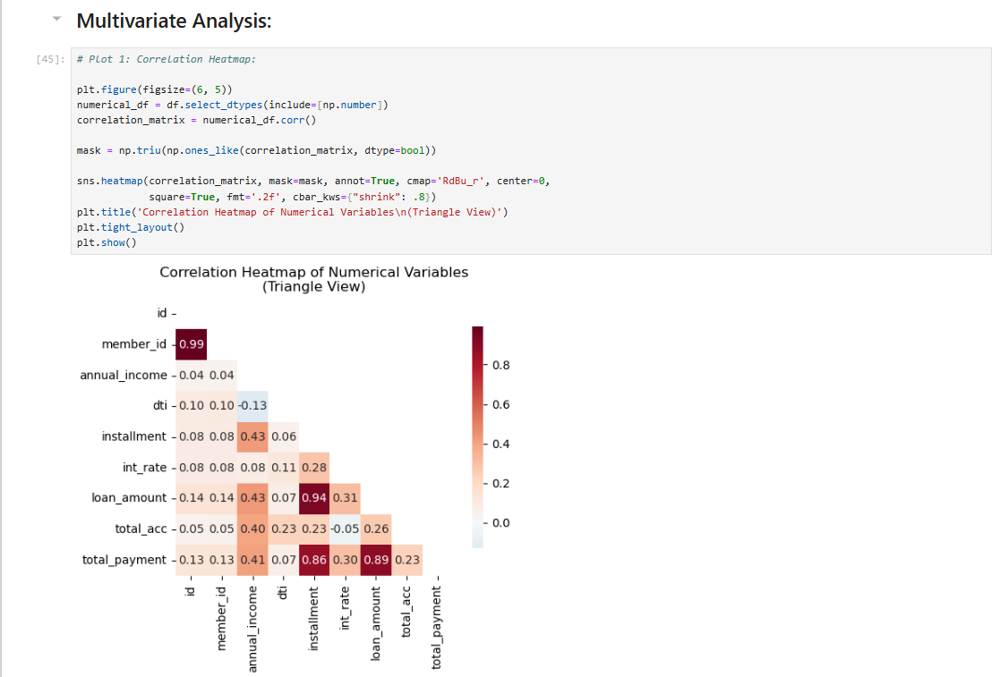 Multivariate Analysis:
[45]:
# Plot 1: Correlation Heatmap:
plt.figure(figsize=(6, 5))
numerical_df = df.select_dtypes(include=[np.number])
correlation_matrix = numerical_df.corr()
mask = np.triu(np.ones_like(correlation_matrix, dtype=bool))
sns.heatmap(correlation_matrix, mask=mask, annot=True, cmap='RdBu_r', center=0,
square=True, fmt='.2f', cbar_kws={"shrink": .8})
plt.title('Correlation Heatmap of Numerical Variables\n(Triangle View)')
plt.tight_layout()
plt.show()
Correlation Heatmap of Numerical Variables
(Triangle View)
id
member_id 0.99
annual_income 0.04 0.04
dti 0.10 0.10 -0.13
installment 0.08 0.08 0.43 0.06
int_rate 0.08 0.08 0.08 0.11 0.28
loan_amount 0.14 0.14 0.43 0.07 0.94 0.31
total_acc 0.05 0.05 0.40 0.23 0.23 -0.05 0.26
total_payment 0.13 0.13 0.41 0.07 0.86 0.30 0.89 0.23
id
member_id
annual_income
dti
installment
int_rate
loan_amount
total_acc
total_payment
0.8
0.6
0.4
0.2
0.0